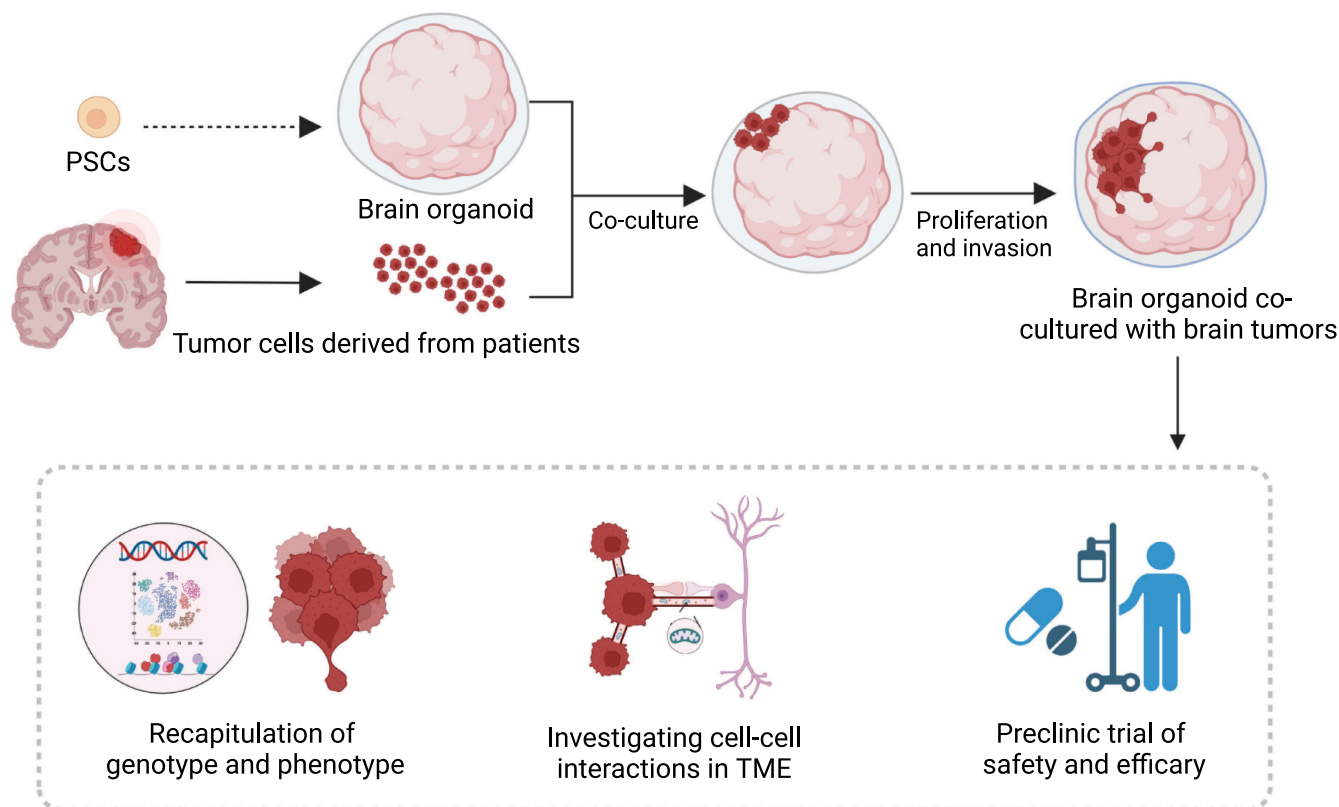 PSCs
Brain organoid
Tumor cells derived from patients
Co-culture
Proliferation
and invasion
Brain organoid co-
cultured with brain tumors
Recapitulation of
genotype and phenotype
Investigating cell-cell
interactions in TME
Preclinic trial of
safety and efficary